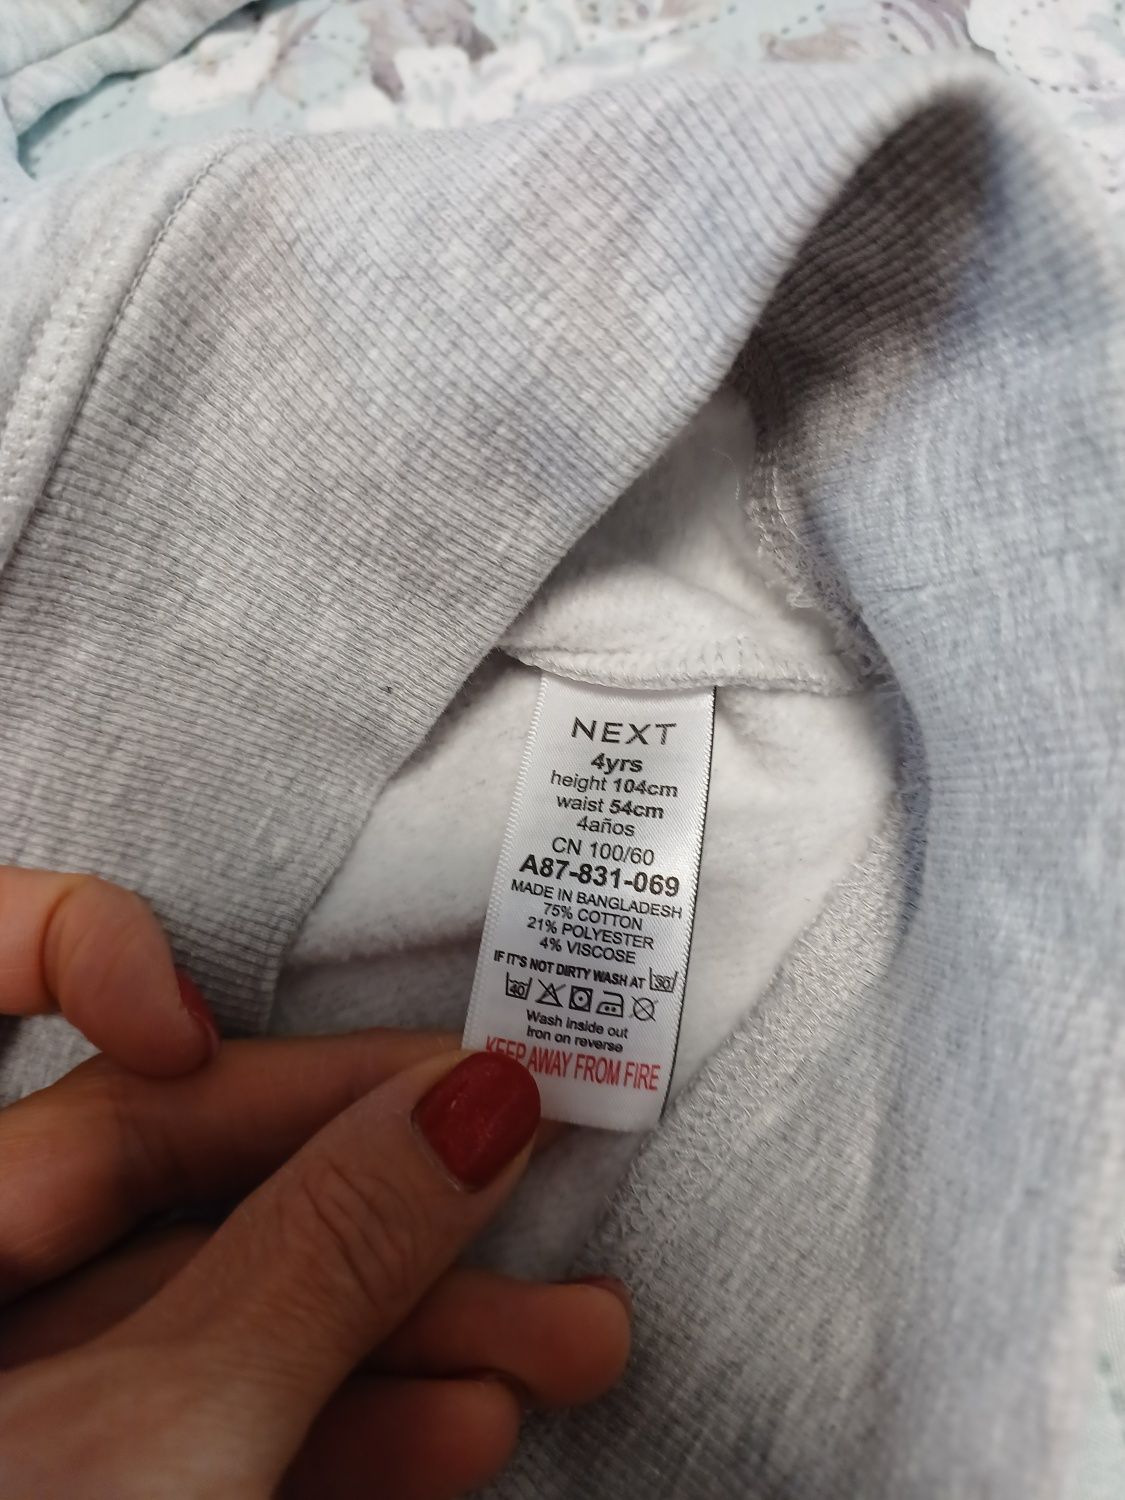 NEXT
4yrs
height 104cm
waist 54cm
4años
CN 100/60
A87-831-069
MADE IN BANGLADESH
75% COTTON
21% POLYESTER
4% VISCOSE
IF IT'S NOT DIRTY WASH AT 30
40
Wash inside out
Iron on reverse
KEEP AWAY FROM FIRE